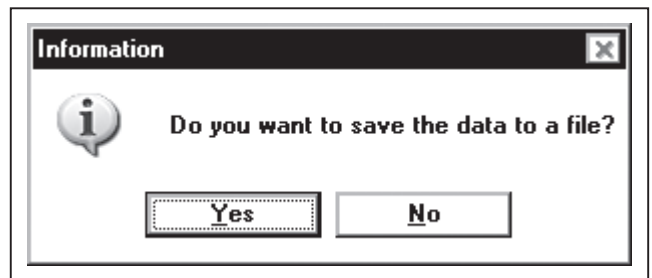 Information
Do you want to save the data to a file?
Yes No